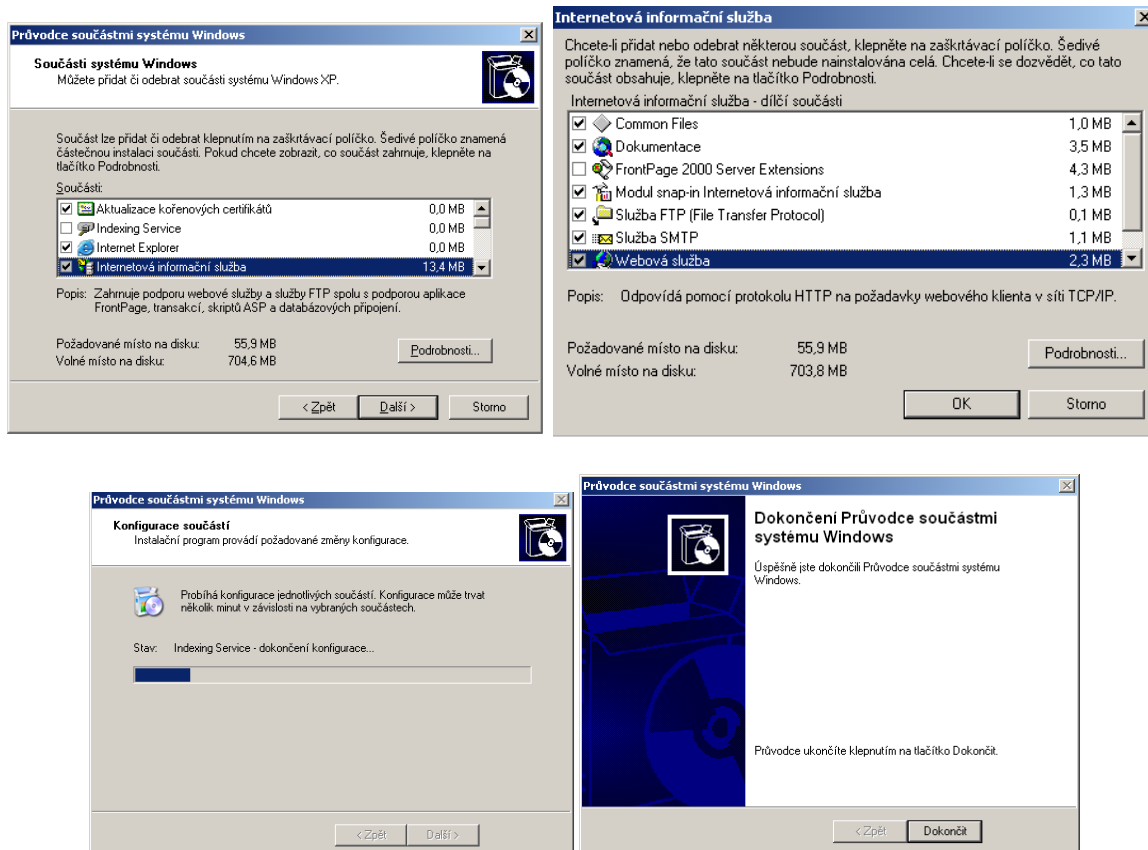 Průvodce součástmi systému Windows
Součásti systému Windows
Můžete přidat či odebrat součásti systému Windows XP.
Součást lze přidat či odebrat klepnutím na zaškrtávací políčko. Šedivé políčko znamená
částečnou instalaci součásti. Pokud chcete zobrazit, co součást zahrnuje, klepněte na
tlačítko Podrobnosti.
Součásti:
Aktualizace kořenových certifikátů 0,0 MB
Indexing Service 0,0 MB
Internet Explorer 0,0 MB
Internetová informační služba 13,4 MB
Popis: Zahrnuje podporu webové služby a služby FTP spolu s podporou aplikace
FrontPage, transakcí, skriptů ASP a databázových připojení.
Požadované místo na disku: 55,9 MB
Volné místo na disku: 704,6 MB
Podrobnosti...
< Zpět Další > Storno
Internetová informační služba
Chcete-li přidat nebo odebrat některou součást, klepněte na zaškrtávací políčko. Šedivé
políčko znamená, že tato součást nebude nainstalována celá. Chcete-li se dozvědět, co tato
součást obsahuje, klepněte na tlačítko Podrobnosti.
Internetová informační služba - dílčí součásti
Common Files 1,0 MB
Dokumentace 3,5 MB
FrontPage 2000 Server Extensions 4,3 MB
Modul snap-in Internetová informační služba 1,3 MB
Služba FTP (File Transfer Protocol) 0,1 MB
Služba SMTP 1,1 MB
Webová služba 2,3 MB
Popis: Odpovídá pomocí protokolu HTTP na požadavky webového klienta v síti TCP/IP.
Požadované místo na disku: 55,9 MB
Volné místo na disku: 703,8 MB
Podrobnosti...
OK Storno
Průvodce součástmi systému Windows
Konfigurace součástí
Instalační program provádí požadované změny konfigurace.
Probíhá konfigurace jednotlivých součástí. Konfigurace může trvat
několik minut v závislosti na vybraných součástech.
Stav: Indexing Service - dokončení konfigurace...
< Zpět Další >
Průvodce součástmi systému Windows
Dokončení Průvodce součástmi
systému Windows
Úspěšně jste dokončili Průvodce součástmi systému
Windows.
Průvodce ukončíte klepnutím na tlačítko Dokončit.
< Zpět Dokončit